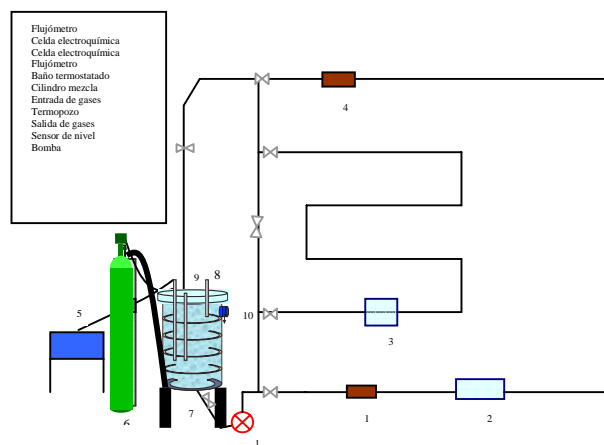 Flujómetro
Celda electroquímica
Celda electroquímica
Flujómetro
Baño termostatado
Cilindro mezcla
Entrada de gases
Termopozo
Salida de gases
Sensor de nivel
Bomba
4
9 8
5
10
3
6
7
1
2
1